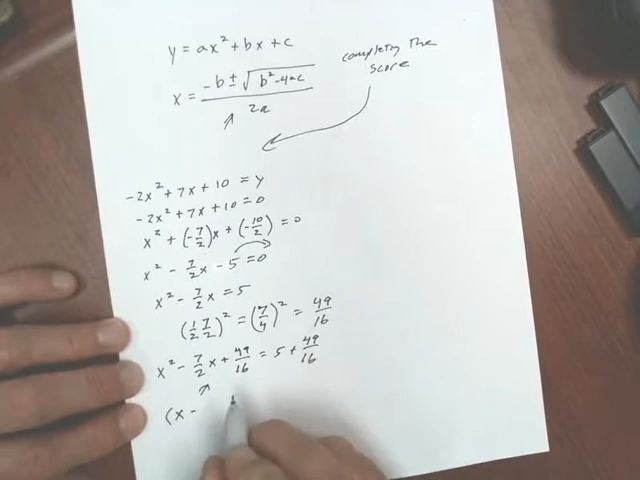 y = ax² + bx + c
x = (-b ± √(b² - 4ac)) / 2a
completing the
score
-2x² + 7x + 10 = y
-2x² + 7x + 10 = 0
x² + (-7/2)x + (-10/2) = 0
x² - 7/2x - 5 = 0
x² - 7/2x = 5
(1/2 7/2)² = (7/4)² = 49/16
x² - 7/2x + 49/16 = 5 + 49/16
(x -